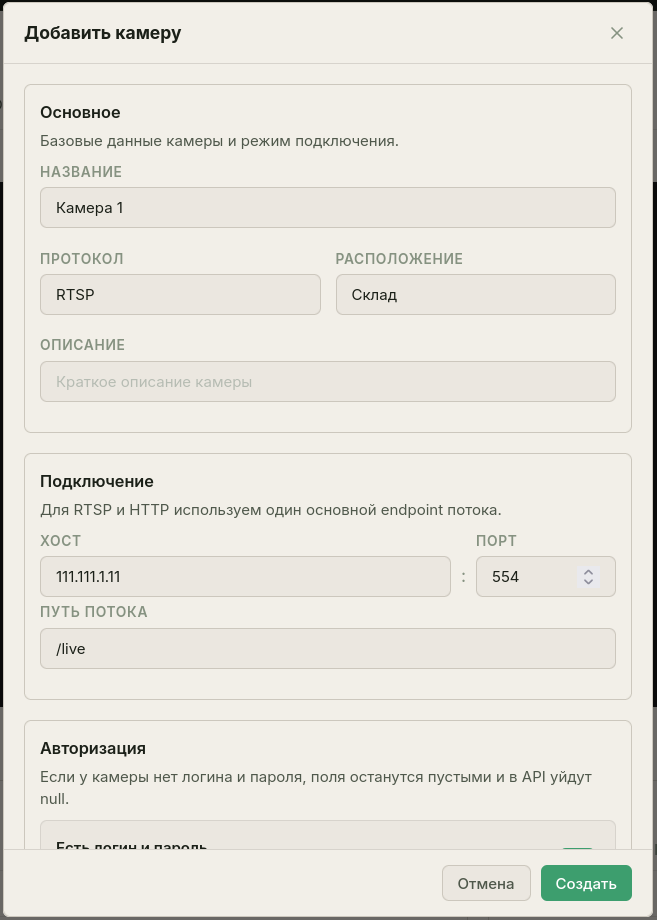 Добавить камеру
Основное
Базовые данные камеры и режим подключения.
НАЗВАНИЕ
Камера 1
ПРОТОКОЛ
РАСПОЛОЖЕНИЕ
RTSP
Склад
ОПИСАНИЕ
Краткое описание камеры
Подключение
Для RTSP и HTTP используем один основной endpoint потока.
ХОСТ
ПОРТ
111.111.1.11
:
554
ПУТЬ ПОТОКА
/live
Авторизация
Если у камеры нет логина и пароля, поля останутся пустыми и в API уйдут
null.
Есть логин и пароль
Отмена
Создать